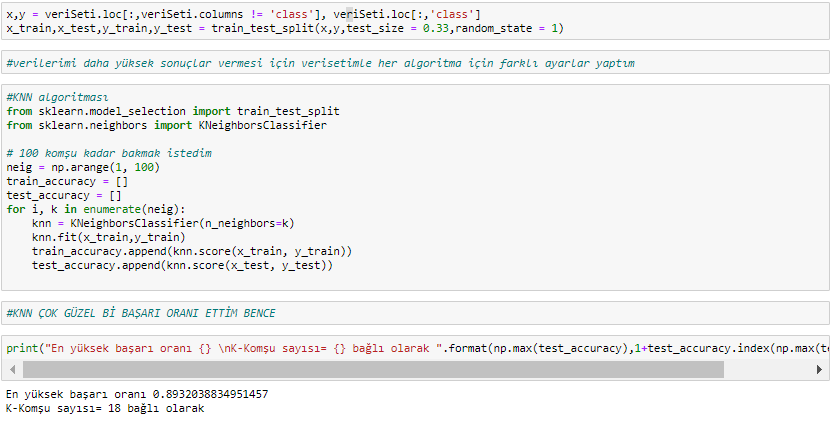 x,y = veriSeti.loc[:,veriSeti.columns != 'class'], veriSeti.loc[:,'class']
x_train,x_test,y_train,y_test = train_test_split(x,y,test_size = 0.33,random_state = 1)
#verilerimi daha yüksek sonuçlar vermesi için verisetimle her algoritma için farklı ayarlar yaptım
#KNN algoritması
from sklearn.model_selection import train_test_split
from sklearn.neighbors import KNeighborsClassifier
# 100 komşu kadar bakmak istedim
neig = np.arange(1, 100)
train_accuracy = []
test_accuracy = []
for i, k in enumerate(neig):
    knn = KNeighborsClassifier(n_neighbors=k)
    knn.fit(x_train,y_train)
    train_accuracy.append(knn.score(x_train, y_train))
    test_accuracy.append(knn.score(x_test, y_test))
#KNN ÇOK GÜZEL Bİ BAŞARI ORANI ETTİM BENCE
print("En yüksek başarı oranı {} \nK-Komşu sayısı= {} bağlı olarak ".format(np.max(test_accuracy),1+test_accuracy.index(np.max(te
En yüksek başarı oranı 0.8932038834951457
K-Komşu sayısı= 18 bağlı olarak